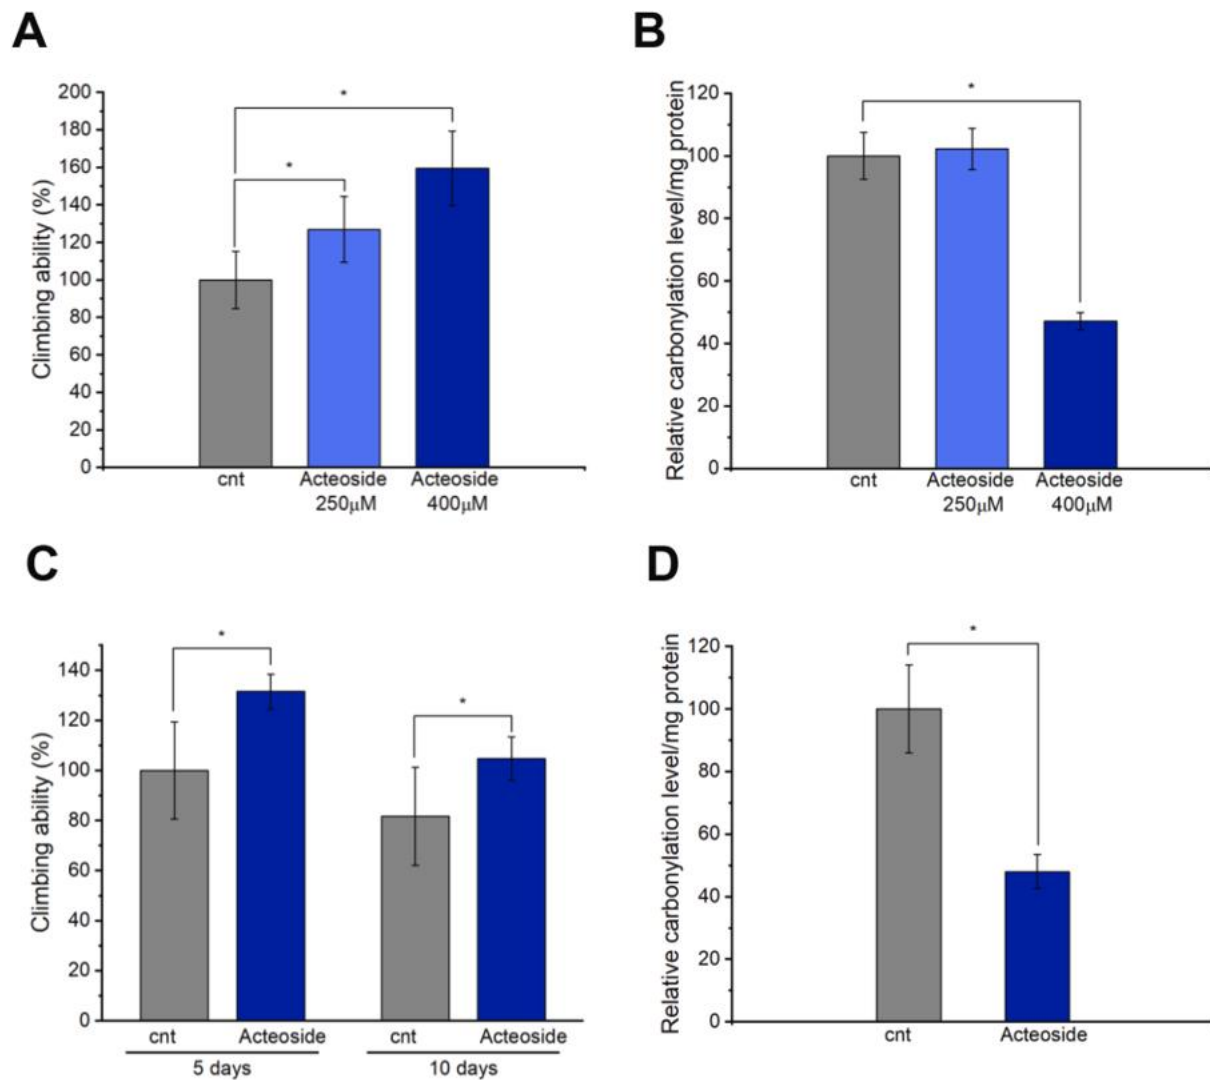 A
Climbing ability (%)
200
180
160
140
120
100
80
60
40
20
0
*
*
cnt
Acteoside
250μM
Acteoside
400μM
B
Relative carbonylation level/mg protein
120
100
80
60
40
20
0
*
cnt
Acteoside
250μM
Acteoside
400μM
C
Climbing ability (%)
140
120
100
80
60
40
20
0
*
*
cnt
Acteoside
cnt
Acteoside
5 days
10 days
D
Relative carbonylation level/mg protein
120
100
80
60
40
20
0
*
cnt
Acteoside